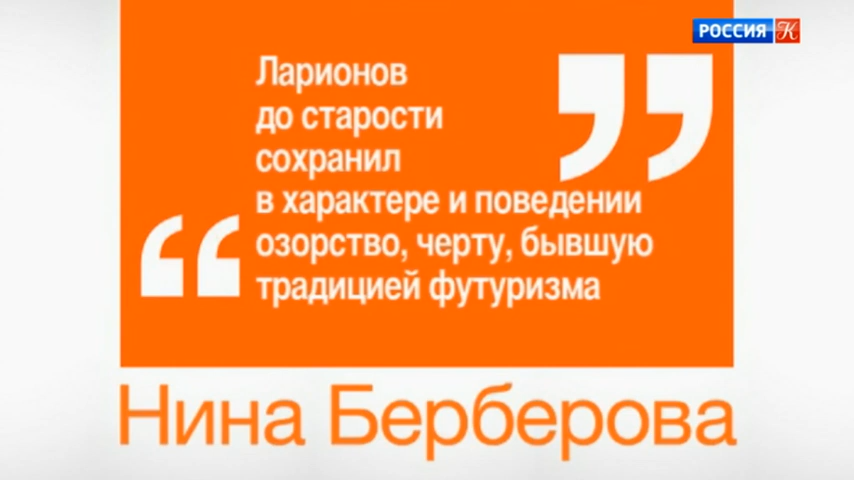 РОССИЯ К
Ларионов
до старости
сохранил
в характере и поведении
озорство, черту, бывшую
традицией футуризма
Нина Берберова